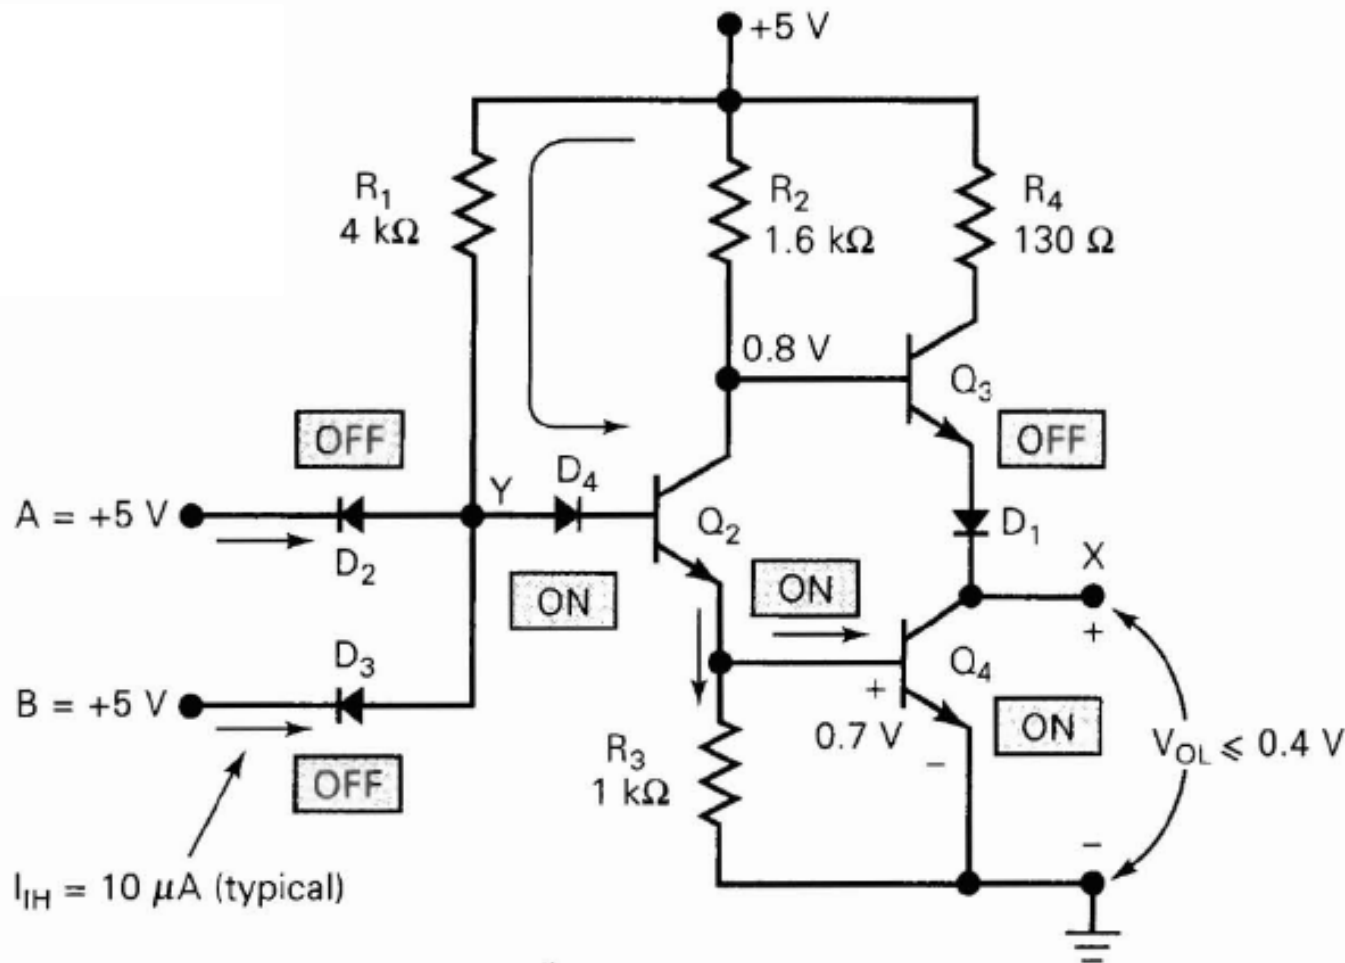 +5 V
R1
4 kΩ
R2
1.6 kΩ
R4
130 Ω
0.8 V
Q3
OFF
OFF
A = +5 V
D2
Y
D4
ON
Q2
D1
X
+
ON
B = +5 V
D3
OFF
R3
1 kΩ
+
0.7 V
–
Q4
ON
VOL ⩽ 0.4 V
–
IIH = 10 μA (typical)